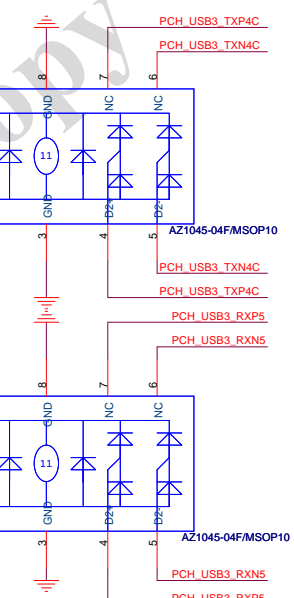 PCH_USB3_TXP4C
PCH_USB3_TXN4C
8
7
6
GND
NC
NC
11
GND
D2+
D2-
AZ1045-04F/MSOP10
3
4
5
PCH_USB3_TXN4C
PCH_USB3_TXP4C
PCH_USB3_RXP5
PCH_USB3_RXN5
8
7
6
GND
NC
NC
11
GND
D2+
D2-
AZ1045-04F/MSOP10
3
4
5
PCH_USB3_RXN5
PCH_USB3_RXP5